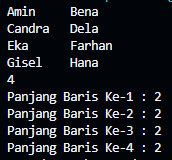 Amin Bena
Candra Dela
Eka Farhan
Gisel Hana
4
Panjang Baris Ke-1 : 2
Panjang Baris Ke-2 : 2
Panjang Baris Ke-3 : 2
Panjang Baris Ke-4 : 2